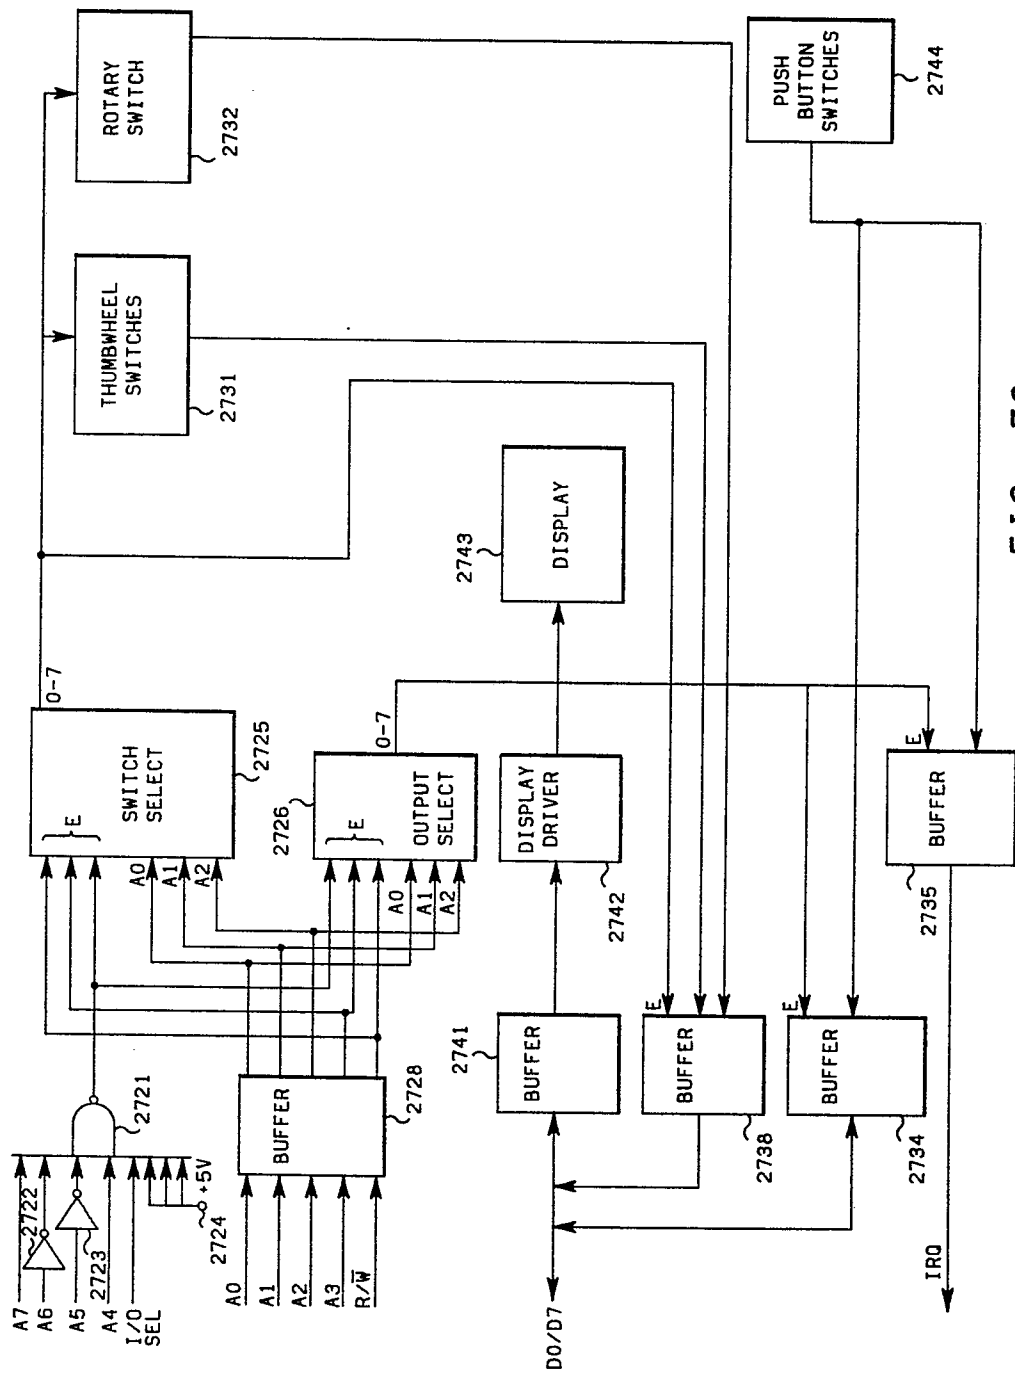 A7
A6
A5
A4
I/O
SEL
2722
2723
2721
+5V
2724
A0
A1
A2
A3
R/W̅
BUFFER
2728
E
SWITCH
SELECT
A0
A1
A2
0-7
2725
2726
E
OUTPUT
SELECT
A0
A1
A2
0-7
THUMBWHEEL
SWITCHES
2731
ROTARY
SWITCH
2732
D0/D7
BUFFER
2741
DISPLAY
DRIVER
2742
DISPLAY
2743
E
BUFFER
2738
E
BUFFER
2734
E
BUFFER
2735
IRQ
PUSH
BUTTON
SWITCHES
2744